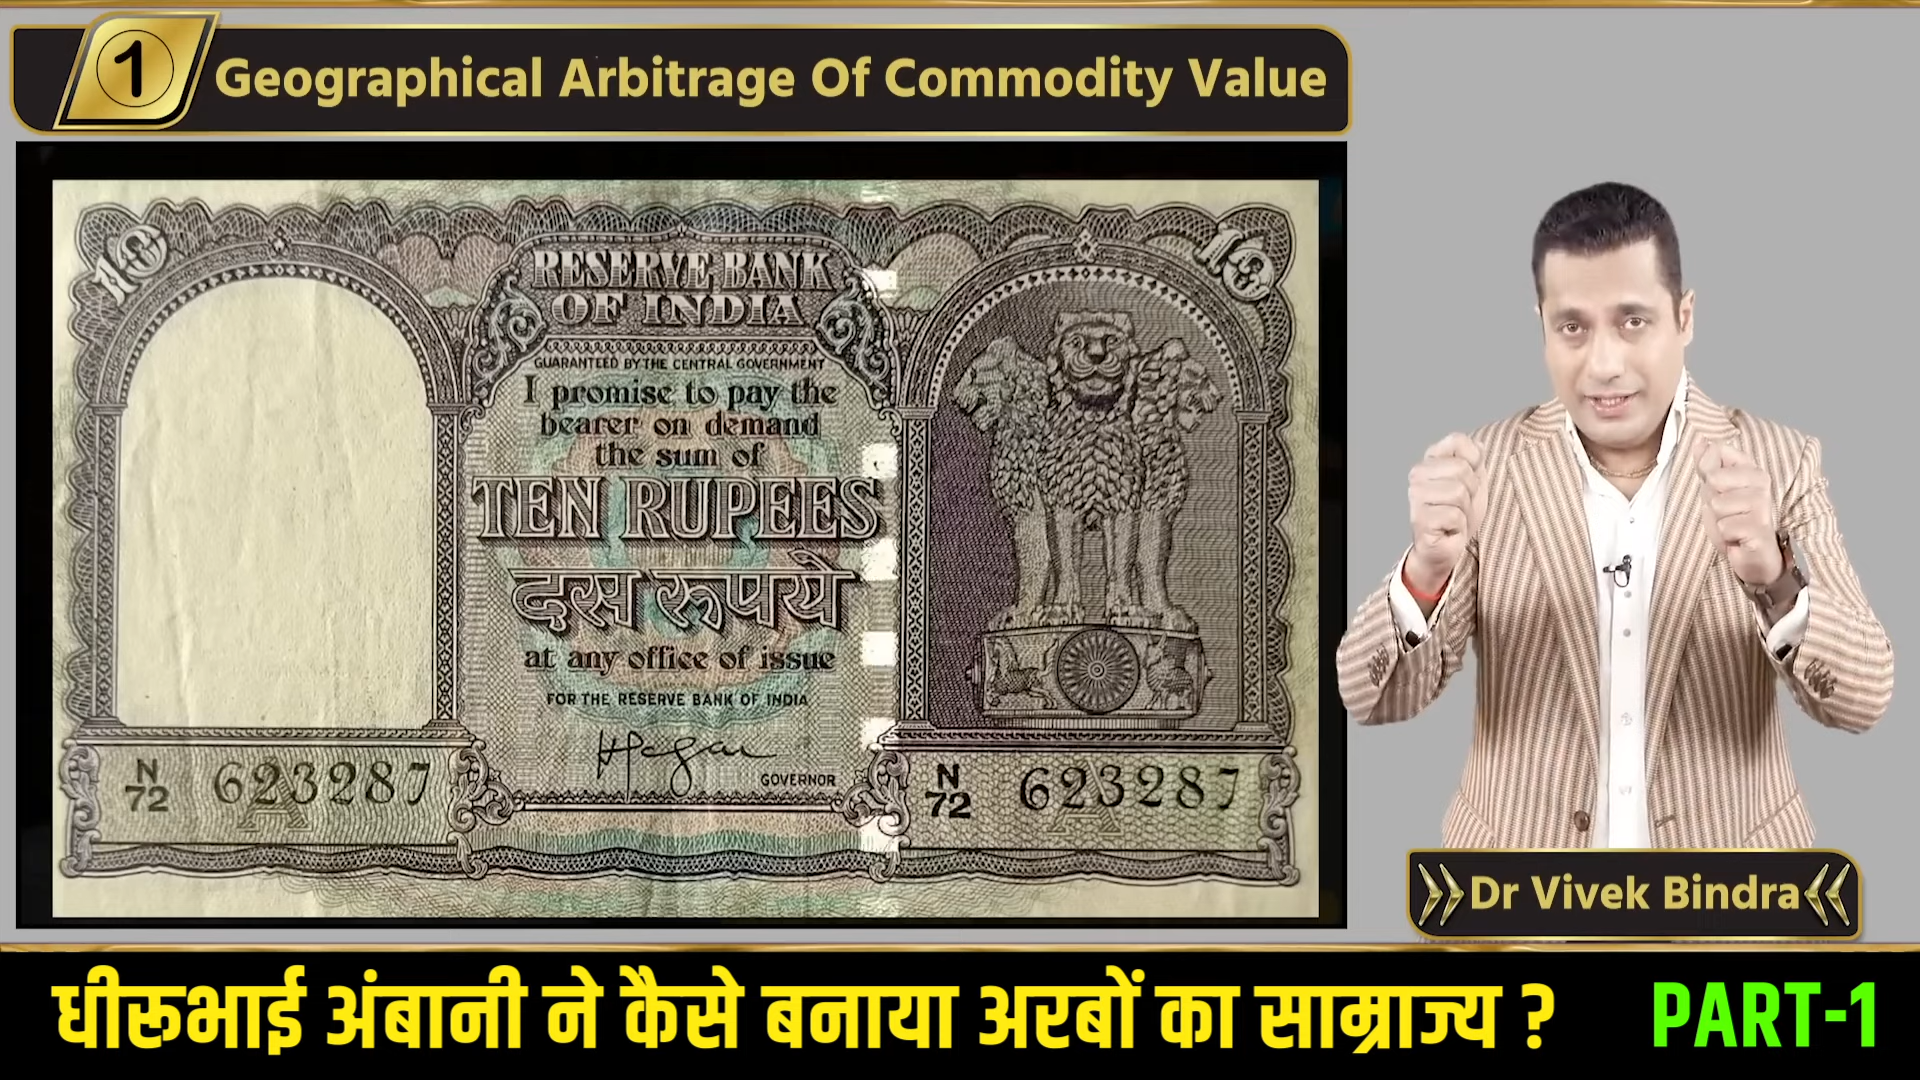 1
Geographical Arbitrage Of Commodity Value
10
10
RESERVE BANK
OF INDIA
GUARANTEED BY THE CENTRAL GOVERNMENT
I promise to pay the
bearer on demand
the sum of
TEN RUPEES
दस रूपये
at any office of issue
FOR THE RESERVE BANK OF INDIA
GOVERNOR
N
72
623287
A
N
72
623287
A
Dr Vivek Bindra
धीरूभाई अंबानी ने कैसे बनाया अरबों का साम्राज्य ?
PART-1